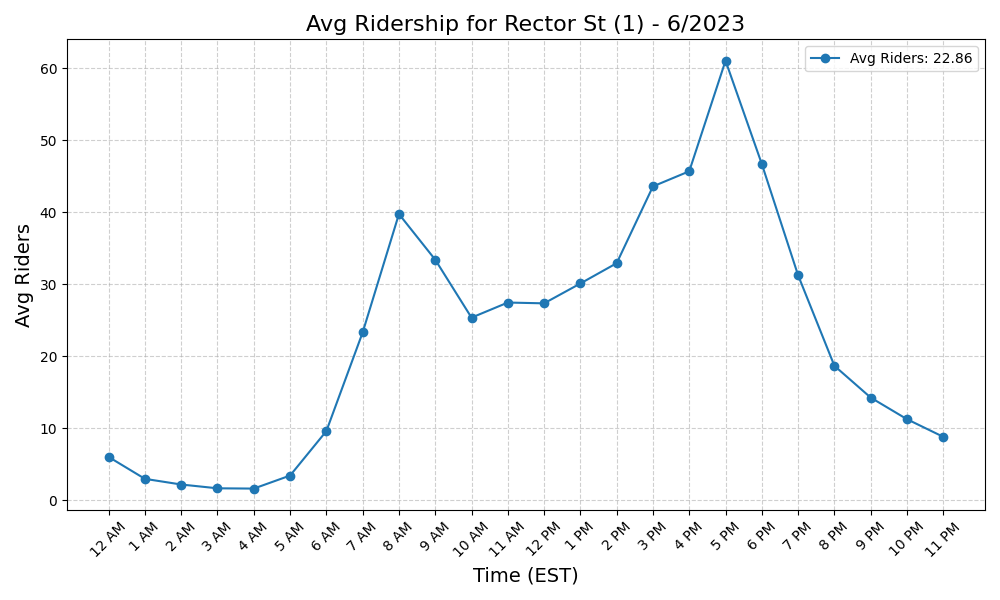 Avg Ridership for Rector St (1) - 6/2023
Avg Riders: 22.86
Avg Riders
60
50
40
30
20
10
0
12 AM
1 AM
2 AM
3 AM
4 AM
5 AM
6 AM
7 AM
8 AM
9 AM
10 AM
11 AM
12 PM
1 PM
2 PM
3 PM
4 PM
5 PM
6 PM
7 PM
8 PM
9 PM
10 PM
11 PM
Time (EST)